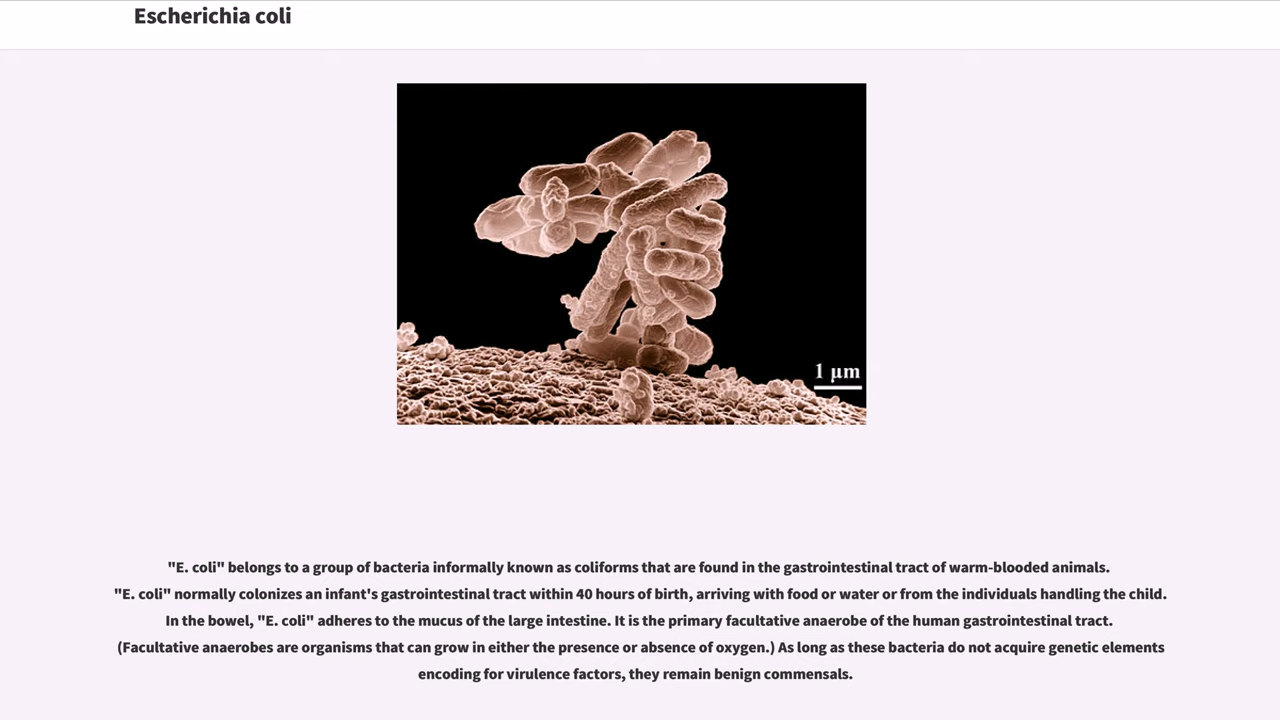 Escherichia coli
1 µm
"E. coli" belongs to a group of bacteria informally known as coliforms that are found in the gastrointestinal tract of warm-blooded animals.
"E. coli" normally colonizes an infant's gastrointestinal tract within 40 hours of birth, arriving with food or water or from the individuals handling the child.
In the bowel, "E. coli" adheres to the mucus of the large intestine. It is the primary facultative anaerobe of the human gastrointestinal tract.
(Facultative anaerobes are organisms that can grow in either the presence or absence of oxygen.) As long as these bacteria do not acquire genetic elements
encoding for virulence factors, they remain benign commensals.